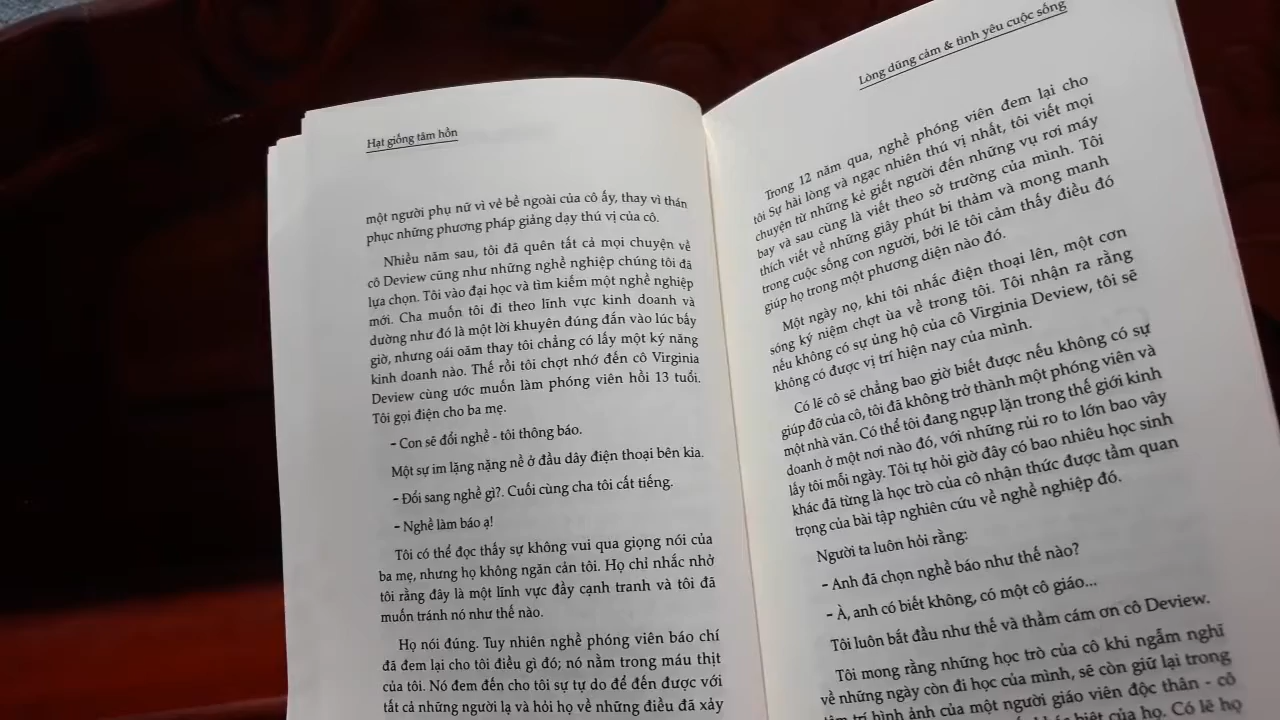 Hạt giống tâm hồn
một người phụ nữ vì vẻ bề ngoài của cô ấy, thay vì thán
phục những phương pháp giảng dạy thú vị của cô.
Nhiều năm sau, tôi đã quên tất cả mọi chuyện về
cô Deview cũng như những nghề nghiệp chúng tôi đã
lựa chọn. Tôi vào đại học và tìm kiếm một nghề nghiệp
mới. Cha muốn tôi đi theo lĩnh vực kinh doanh và
dường như đó là một lời khuyên đúng đắn vào lúc bấy
giờ, nhưng oái oăm thay tôi chẳng có lấy một ký năng
kinh doanh nào. Thế rồi tôi chợt nhớ đến cô Virginia
Deview cùng ước muốn làm phóng viên hồi 13 tuổi.
Tôi gọi điện cho ba mẹ.
- Con sẽ đổi nghề - tôi thông báo.
Một sự im lặng nặng nề ở đầu dây điện thoại bên kia.
- Đổi sang nghề gì?. Cuối cùng cha tôi cất tiếng.
- Nghề làm báo ạ!
Tôi có thể đọc thấy sự không vui qua giọng nói của
ba mẹ, nhưng họ không ngăn cản tôi. Họ chỉ nhắc nhở
tôi rằng đây là một lĩnh vực đầy cạnh tranh và tôi đã
muốn tránh nó như thế nào.
Họ nói đúng. Tuy nhiên nghề phóng viên báo chí
đã đem lại cho tôi điều gì đó; nó nằm trong máu thịt
của tôi. Nó đem đến cho tôi sự tự do để đến được với
tất cả những người lạ và hỏi họ về những điều đã xảy
Lòng dũng cảm & tình yêu cuộc sống
Trong 12 năm qua, nghề phóng viên đem lại cho
tôi Sự hài lòng và ngạc nhiên thú vị nhất, tôi viết mọi
chuyện từ những kẻ giết người đến những vụ rơi máy
bay và sau cùng là viết theo sở trường của mình. Tôi
thích viết về những giây phút bi thảm và mong manh
trong cuộc sống con người, bởi lẽ tôi cảm thấy điều đó
giúp họ trong một phương diện nào đó.
Một ngày nọ, khi tôi nhấc điện thoại lên, một cơn
sóng ký niệm chợt ùa về trong tôi. Tôi nhận ra rằng
nếu không có sự ủng hộ của cô Virginia Deview, tôi sẽ
không có được vị trí hiện nay của mình.
Có lẽ cô sẽ chẳng bao giờ biết được nếu không có sự
giúp đỡ của cô, tôi đã không trở thành một phóng viên và
một nhà văn. Có thể tôi đang ngụp lặn trong thế giới kinh
doanh ở một nơi nào đó, với những rủi ro to lớn bao vây
lấy tôi mỗi ngày. Tôi tự hỏi giờ đây có bao nhiêu học sinh
khác đã từng là học trò của cô nhận thức được tầm quan
trọng của bài tập nghiên cứu về nghề nghiệp đó.
Người ta luôn hỏi rằng:
- Anh đã chọn nghề báo như thế nào?
- À, anh có biết không, có một cô giáo...
Tôi luôn bắt đầu như thế và thầm cám ơn cô Deview.
Tôi mong rằng những học trò của cô khi ngẫm nghĩ
về những ngày còn đi học của mình, sẽ còn giữ lại trong
tâm trí hình ảnh của một người giáo viên độc thân - cô
khác biệt của họ. Có lẽ họ